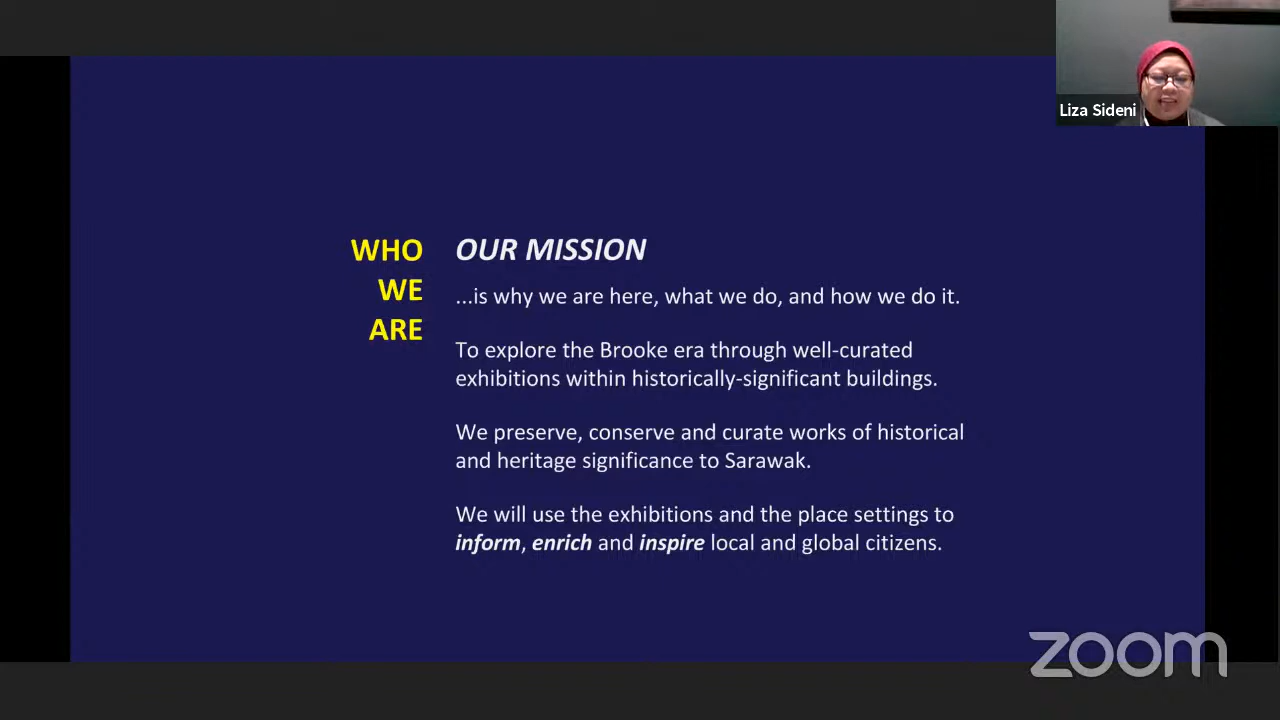 Liza Sideni
WHO
WE
ARE
OUR MISSION
...is why we are here, what we do, and how we do it.
To explore the Brooke era through well-curated
exhibitions within historically-significant buildings.
We preserve, conserve and curate works of historical
and heritage significance to Sarawak.
We will use the exhibitions and the place settings to
inform, enrich and inspire local and global citizens.
zoom